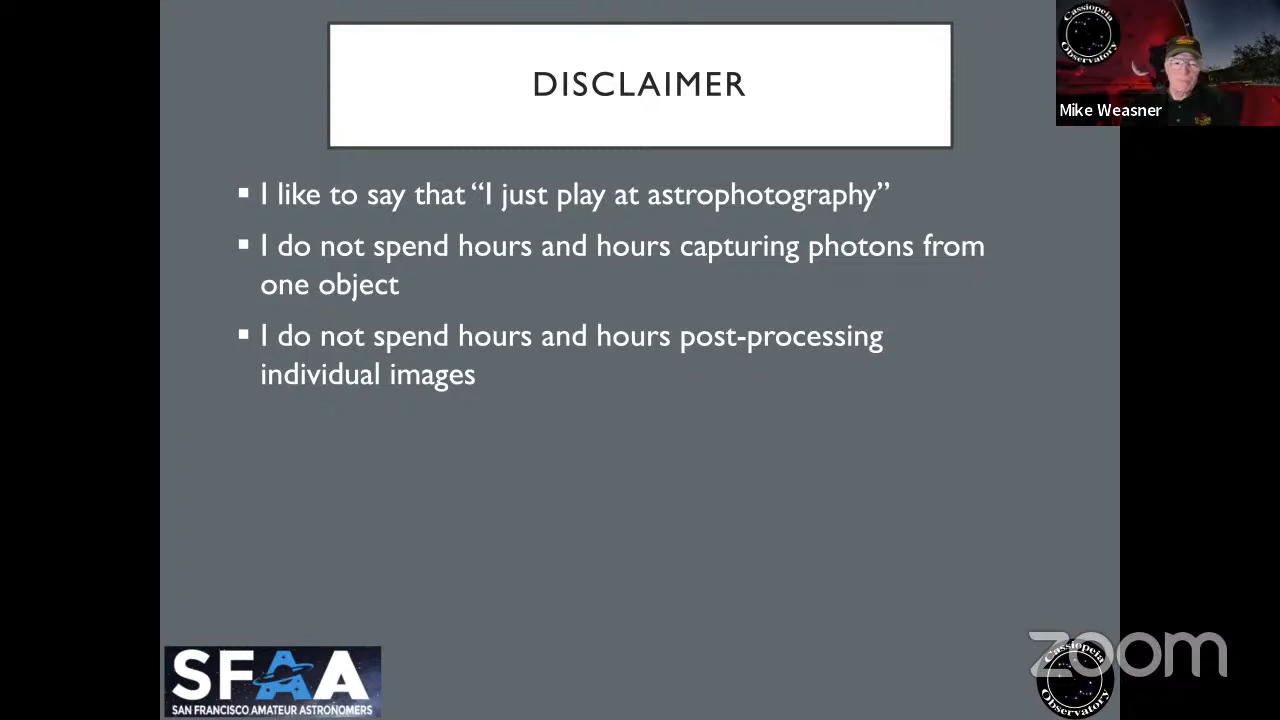 DISCLAIMER
Cassiopeia
Observatory
Mike Weasner
▪ I like to say that “I just play at astrophotography”
▪ I do not spend hours and hours capturing photons from
one object
▪ I do not spend hours and hours post-processing
individual images
SFAA
SAN FRANCISCO AMATEUR ASTRONOMERS
zoom
Cassiopeia
Observatory